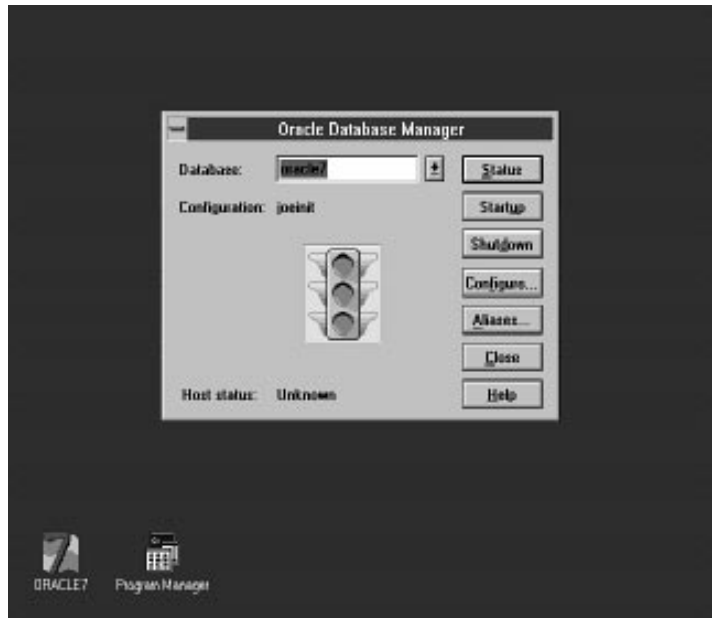 Oracle Database Manager
Database: oracle7
Status
Configuration: joeinit
Startup
Shutdown
Configure...
Aliases...
Close
Host status: Unknown
Help
ORACLE7
Program Manager